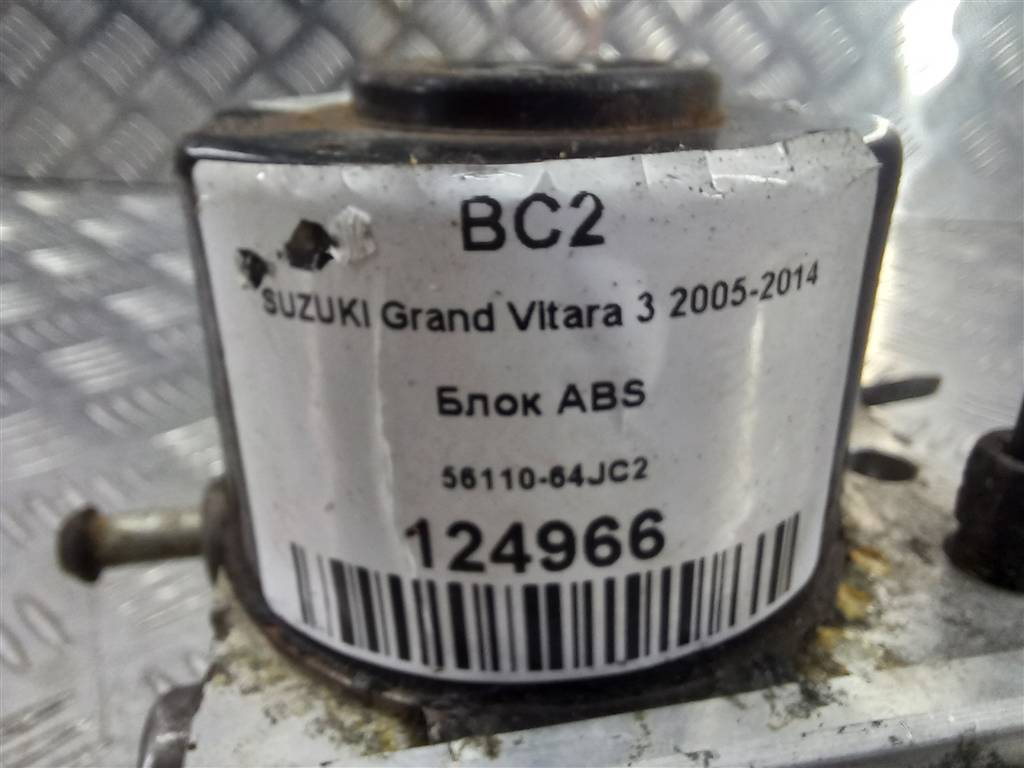 BC2
SUZUKI Grand Vitara 3 2005-2014
Блок ABS
56110-64JC2
124966